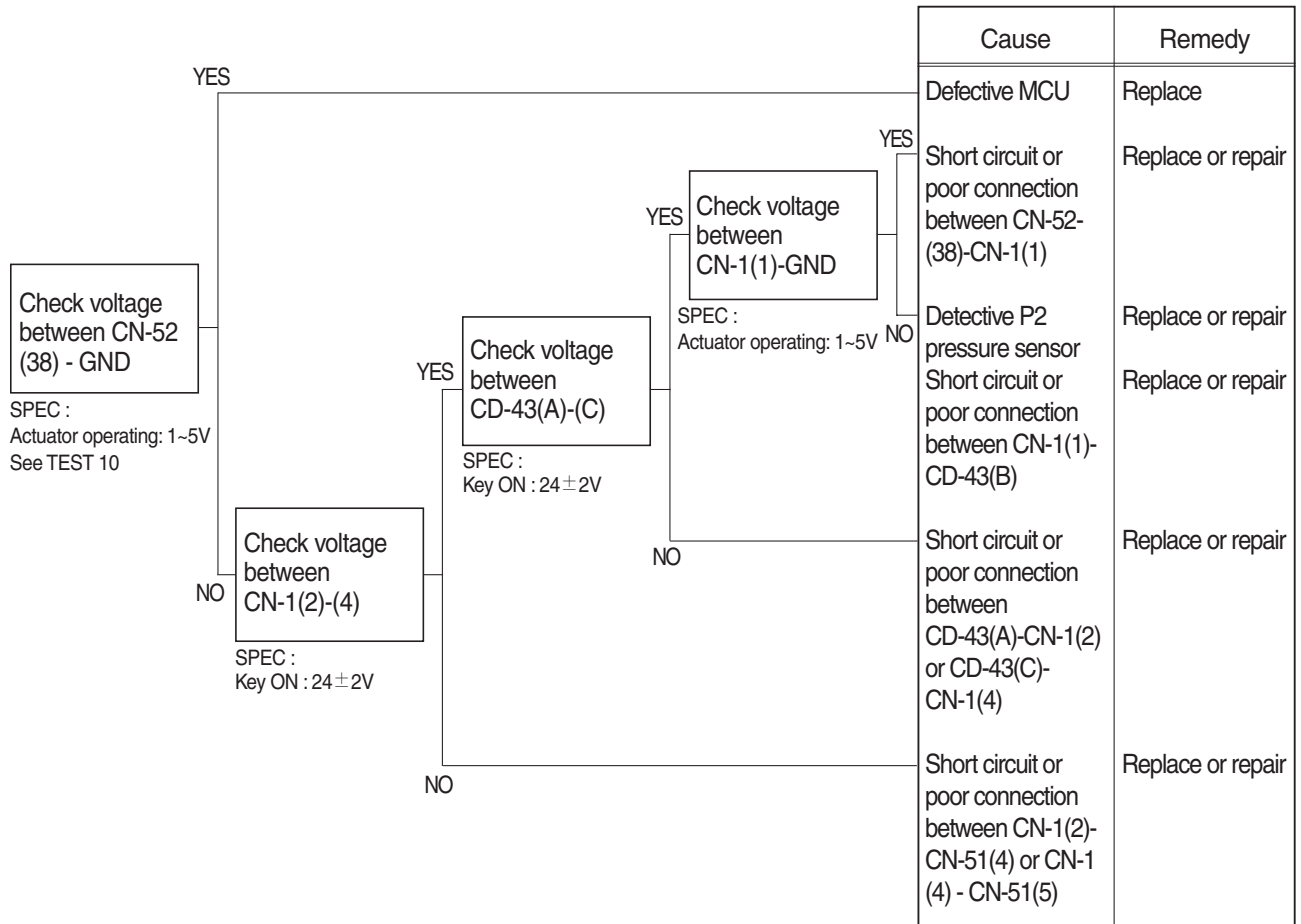 Cause
Remedy
YES
Defective MCU
Replace
YES
Short circuit or
poor connection
between CN-52-
(38)-CN-1(1)
Replace or repair
YES
Check voltage
between
CN-1(1)-GND
SPEC :
Actuator operating: 1~5V
NO
Detective P2
pressure sensor
Replace or repair
Short circuit or
poor connection
between CN-1(1)-
CD-43(B)
Replace or repair
Check voltage
between CN-52
(38) - GND
SPEC :
Actuator operating: 1~5V
See TEST 10
YES
Check voltage
between
CD-43(A)-(C)
SPEC :
Key ON : 24±2V
NO
Short circuit or
poor connection
between
CD-43(A)-CN-1(2)
or CD-43(C)-
CN-1(4)
Replace or repair
NO
Check voltage
between
CN-1(2)-(4)
SPEC :
Key ON : 24±2V
NO
Short circuit or
poor connection
between CN-1(2)-
CN-51(4) or CN-1
(4) - CN-51(5)
Replace or repair